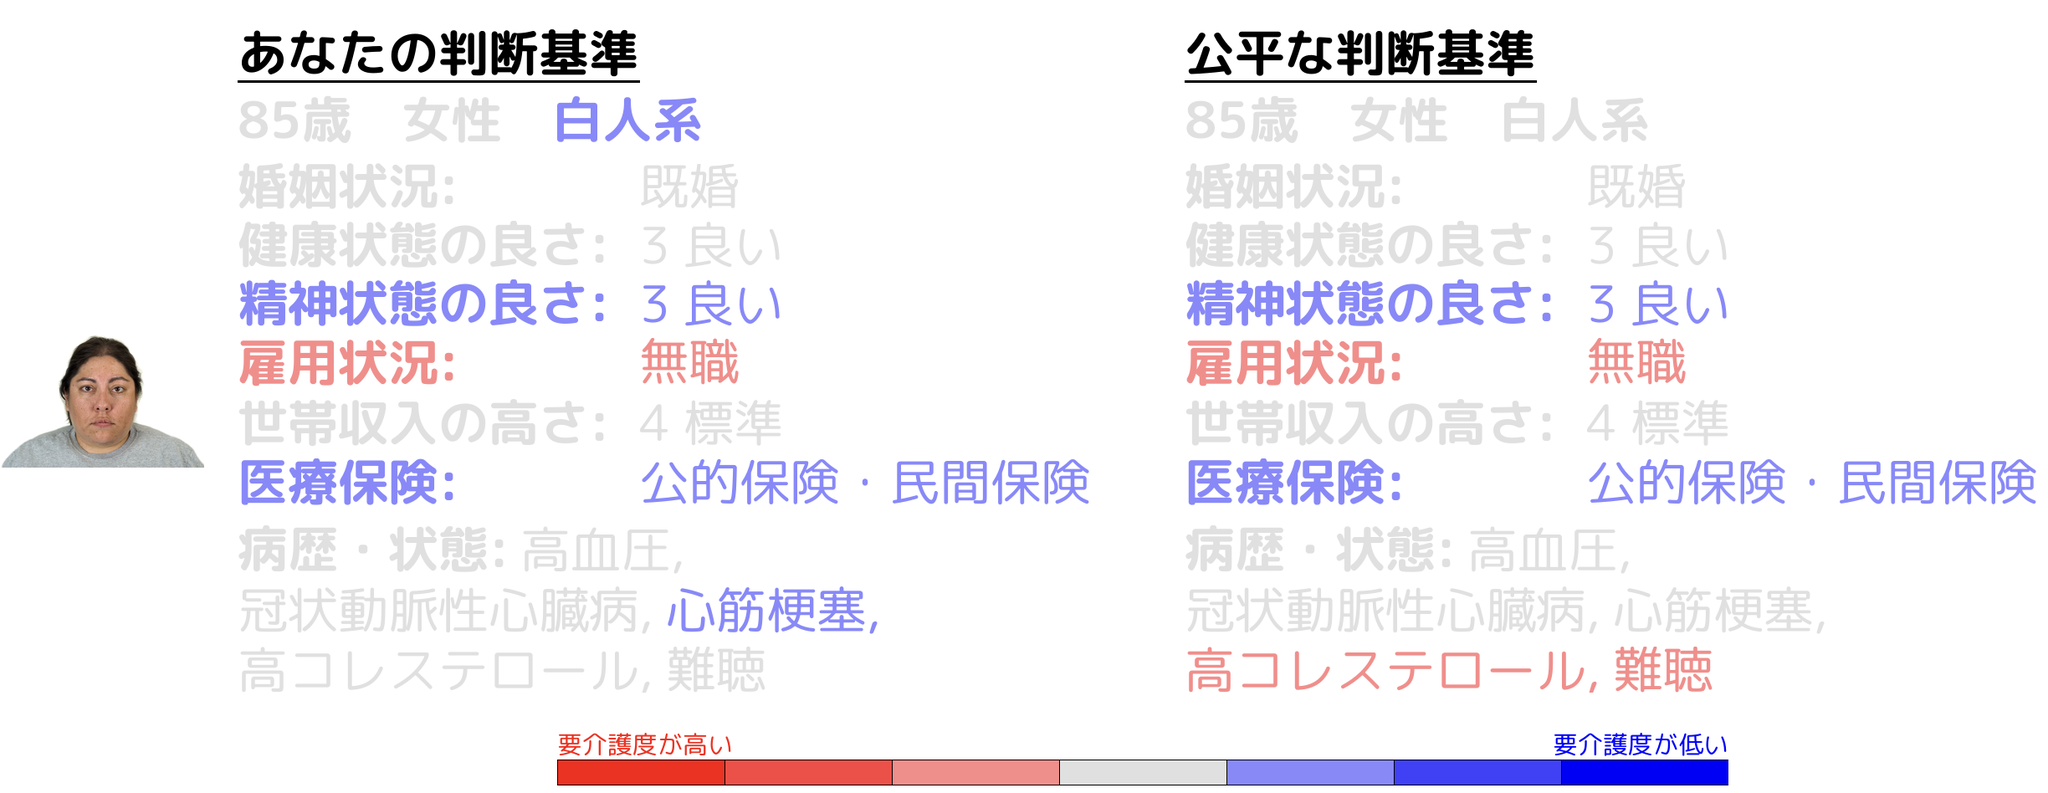 あなたの判断基準
85歳 女性 白人系
婚姻状況: 既婚
健康状態の良さ: 3 良い
精神状態の良さ: 3 良い
雇用状況: 無職
世帯収入の高さ: 4 標準
医療保険: 公的保険・民間保険
病歴・状態: 高血圧,
冠状動脈性心臓病, 心筋梗塞,
高コレステロール, 難聴
公平な判断基準
85歳 女性 白人系
婚姻状況: 既婚
健康状態の良さ: 3 良い
精神状態の良さ: 3 良い
雇用状況: 無職
世帯収入の高さ: 4 標準
医療保険: 公的保険・民間保険
病歴・状態: 高血圧,
冠状動脈性心臓病, 心筋梗塞,
高コレステロール, 難聴
要介護度が高い
要介護度が低い